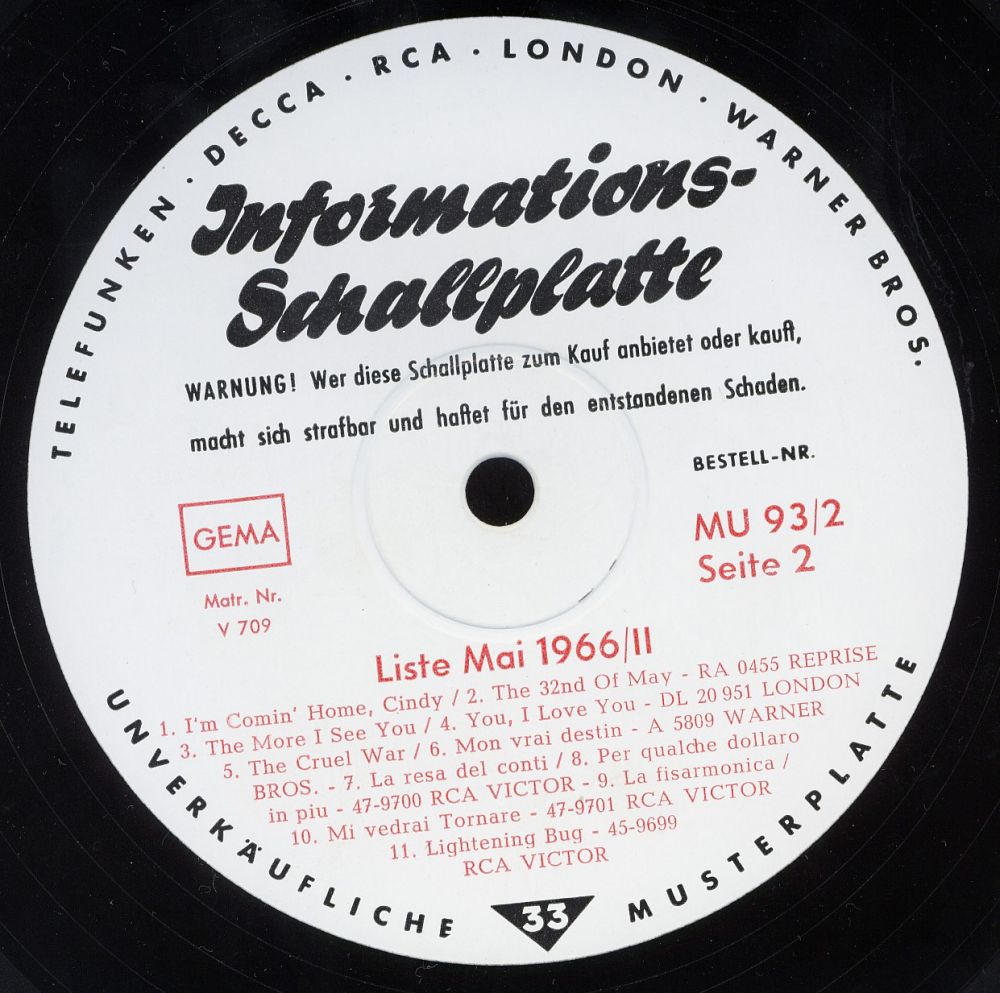 TELEFUNKEN · DECCA · RCA · LONDON · WARNER BROS.
Informations-
Schallplatte
WARNUNG! Wer diese Schallplatte zum Kauf anbietet oder kauft,
macht sich strafbar und haftet für den entstandenen Schaden.
BESTELL-NR.
GEMA
MU 93/2
Seite 2
Matr. Nr.
V 709
Liste Mai 1966/II
1. I'm Comin' Home, Cindy / 2. The 32nd Of May - RA 0455 REPRISE
3. The More I See You / 4. You, I Love You - DL 20 951 LONDON
5. The Cruel War / 6. Mon vrai destin - A 5809 WARNER
BROS. - 7. La resa del conti / 8. Per qualche dollaro
in piu - 47-9700 RCA VICTOR - 9. La fisarmonica /
10. Mi vedrai Tornare - 47-9701 RCA VICTOR
11. Lightening Bug - 45-9699
RCA VICTOR
UNVERKÄUFLICHE MUSTERPLATTE
33